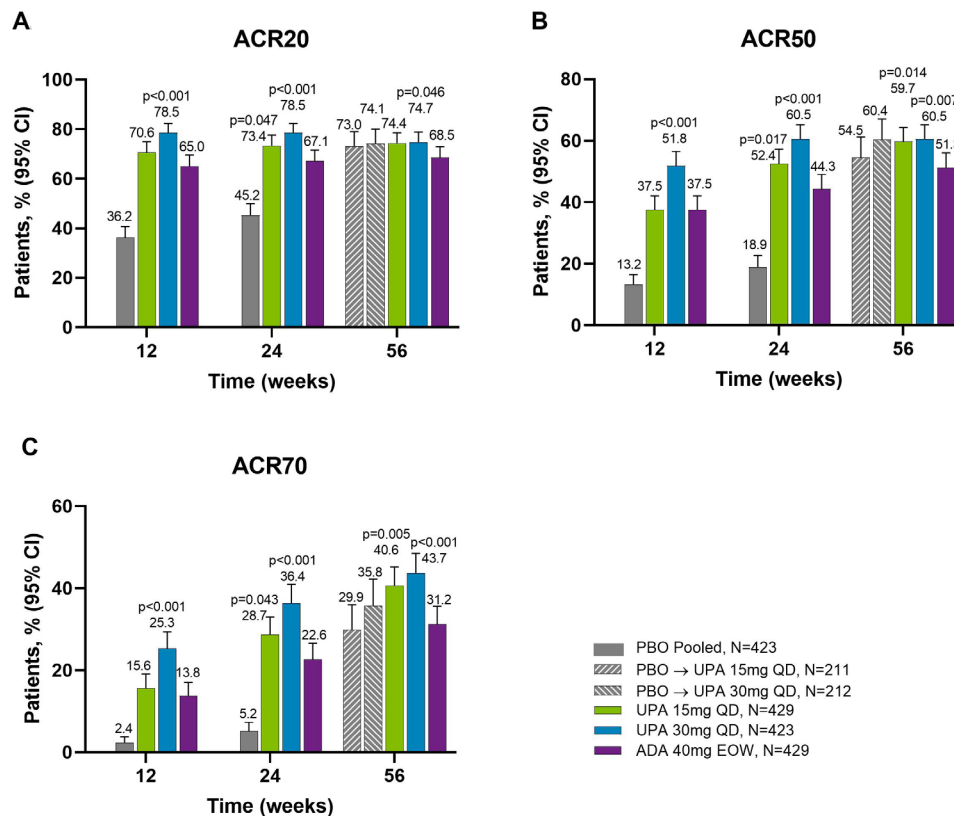 A
ACR20
Patients, % (95% CI)
100
80
60
40
20
0
36.2
70.6
p<0.001
78.5
65.0
45.2
p=0.047
73.4
p<0.001
78.5
67.1
73.0
74.1
74.4
p=0.046
74.7
68.5
12
24
56
Time (weeks)
B
ACR50
Patients, % (95% CI)
80
60
40
20
0
13.2
37.5
p<0.001
51.8
37.5
18.9
p=0.017
52.4
p<0.001
60.5
44.3
54.5
60.4
p=0.014
59.7
p=0.007
60.5
12
24
56
Time (weeks)
C
ACR70
Patients, % (95% CI)
60
40
20
0
2.4
15.6
p<0.001
25.3
13.8
5.2
p=0.043
28.7
p<0.001
36.4
22.6
29.9
35.8
p=0.005
40.6
p<0.001
43.7
31.2
12
24
56
Time (weeks)
PBO Pooled, N=423
PBO → UPA 15mg QD, N=211
PBO → UPA 30mg QD, N=212
UPA 15mg QD, N=429
UPA 30mg QD, N=423
ADA 40mg EOW, N=429